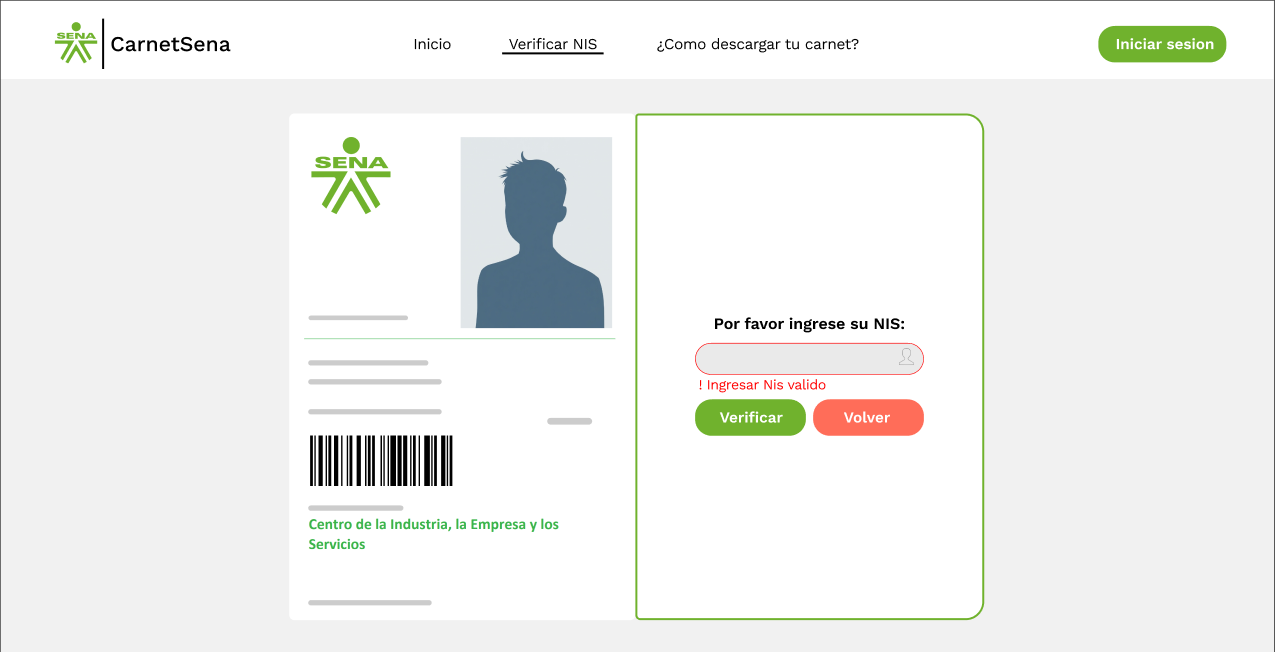 SENA
CarnetSena
Inicio
Verificar NIS
¿Como descargar tu carnet?
Iniciar sesion
SENA
Centro de la Industria, la Empresa y los
Servicios
Por favor ingrese su NIS:
! Ingresar Nis valido
Verificar
Volver